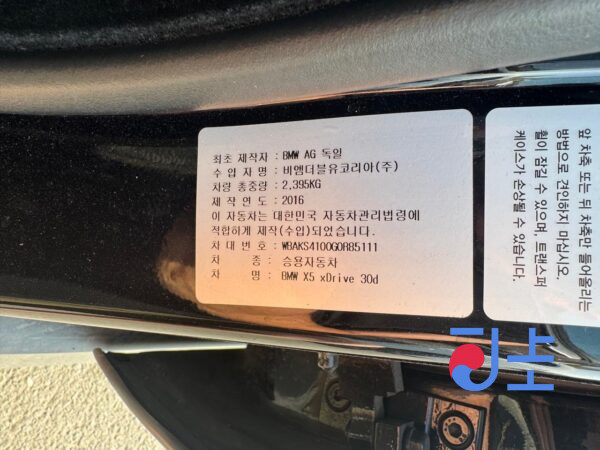 최초 제작자 : BMW AG 독일
수 입 자 명 : 비엠더블유코리아(주)
차량 총중량 : 2,395KG
제 작 연 도 : 2016
이 자동차는 대한민국 자동차관리법령에
적합하게 제작(수입)되었습니다.
차 대 번 호 : WBAKS4100G0R85111
차 종 : 승용자동차
차 명 : BMW X5 xDrive 30d
앞 차축 또는 뒤 차축만 들어올리는
방법으로 견인하지 마십시오.
휠이 잠길 수 있으며, 트랜스퍼
케이스가 손상될 수 있습니다.